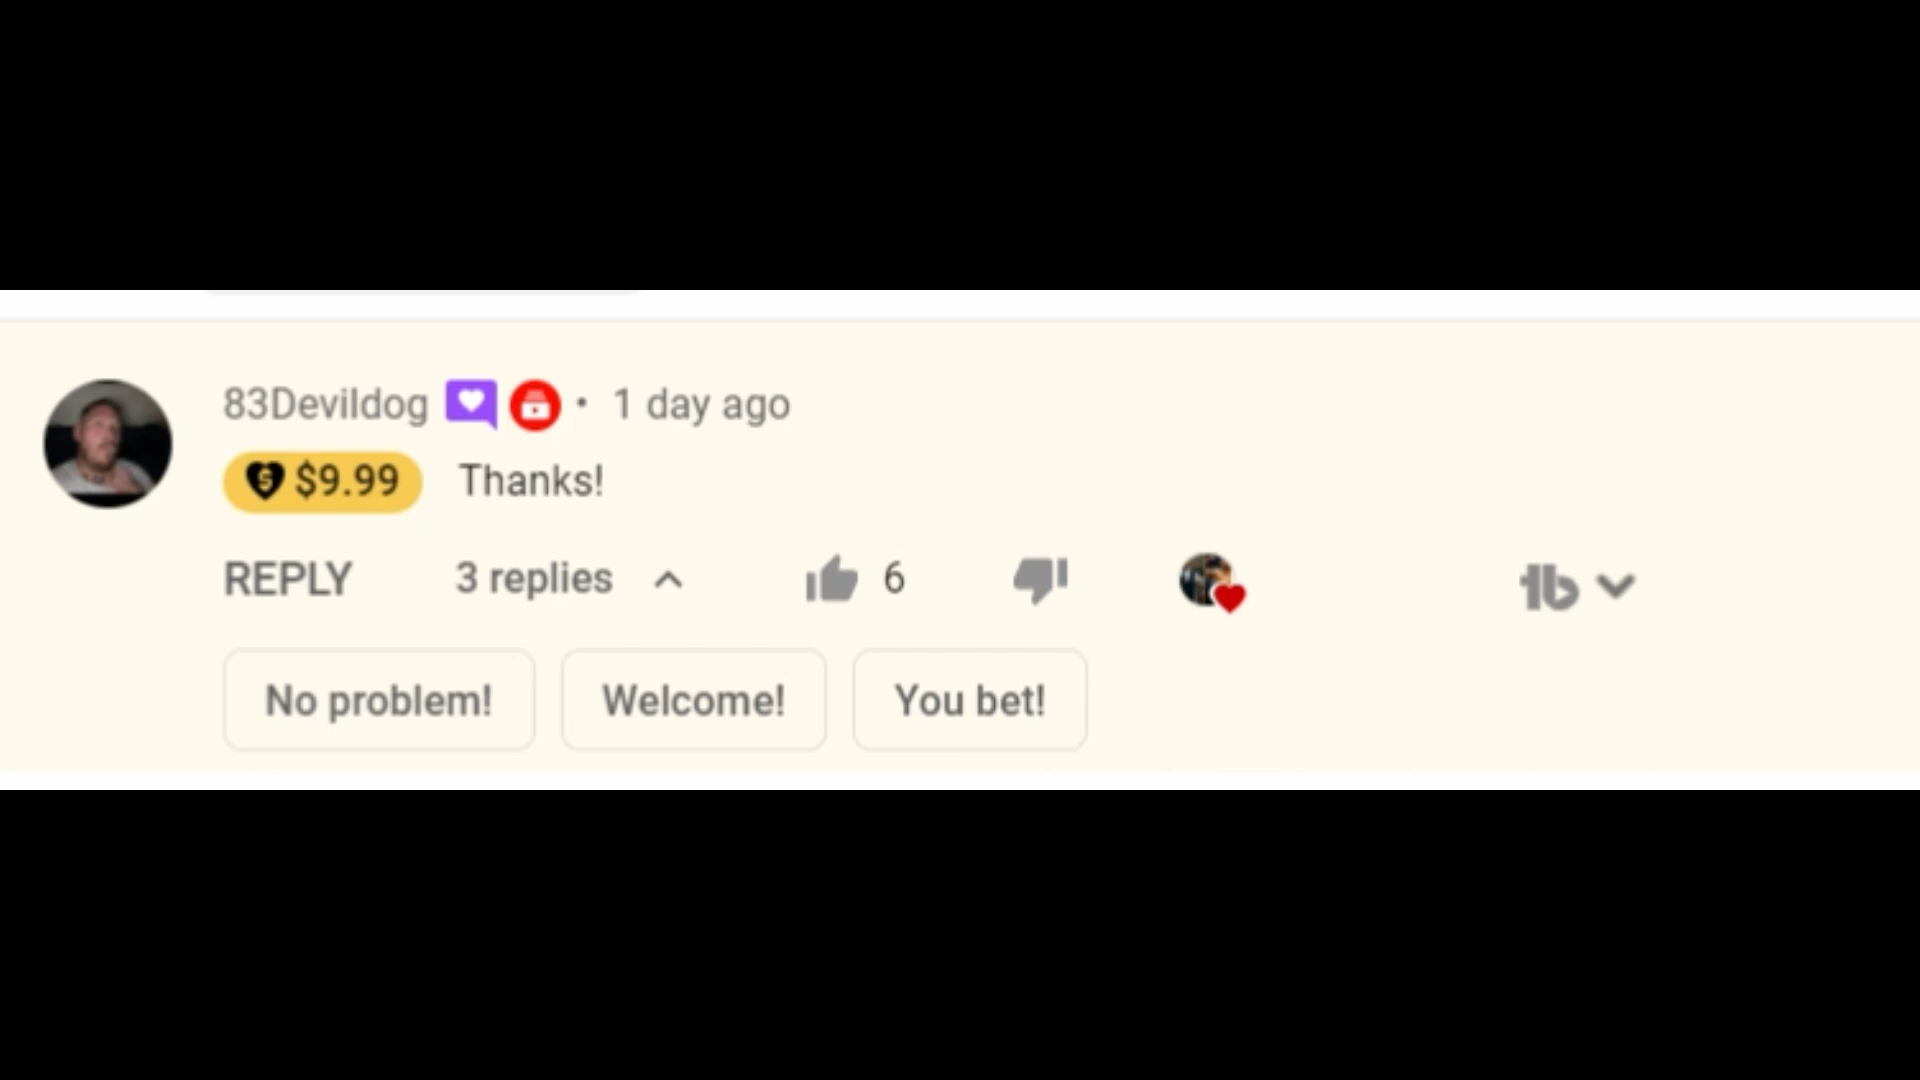 83Devildog • 1 day ago
$9.99 Thanks!
REPLY 3 replies 6
No problem! Welcome! You bet!